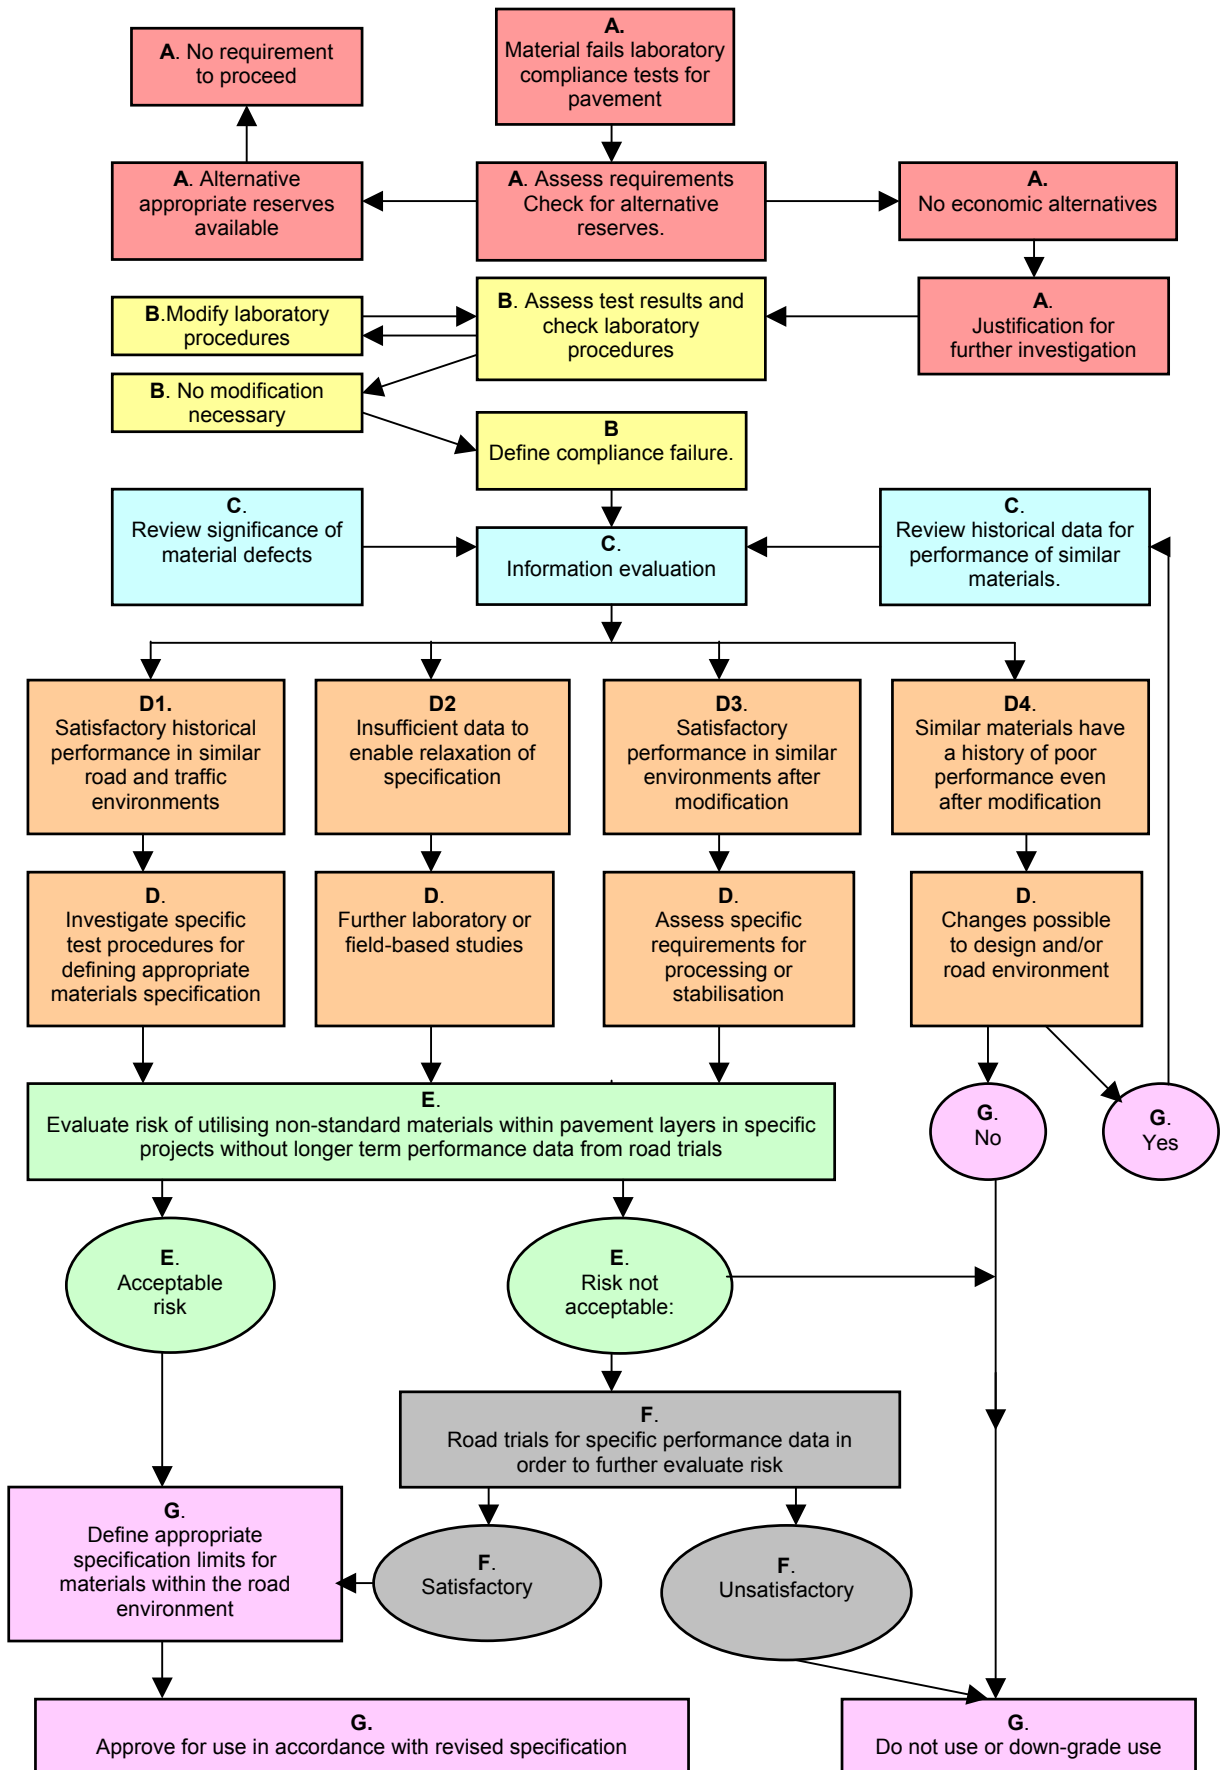 A. No requirement
to proceed
A.
Material fails laboratory
compliance tests for
pavement
A. Alternative
appropriate reserves
available
A. Assess requirements
Check for alternative
reserves.
A.
No economic alternatives
B.Modify laboratory
procedures
B. Assess test results and
check laboratory
procedures
A.
Justification for
further investigation
B. No modification
necessary
B
Define compliance failure.
C.
Review significance of
material defects
C.
Information evaluation
C.
Review historical data for
performance of similar
materials.
D1.
Satisfactory historical
performance in similar
road and traffic
environments
D2
Insufficient data to
enable relaxation of
specification
D3.
Satisfactory
performance in similar
environments after
modification
D4.
Similar materials have
a history of poor
performance even
after modification
D.
Investigate specific
test procedures for
defining appropriate
materials specification
D.
Further laboratory or
field-based studies
D.
Assess specific
requirements for
processing or
stabilisation
D.
Changes possible
to design and/or
road environment
E.
Evaluate risk of utilising non-standard materials within pavement layers in specific
projects without longer term performance data from road trials
G.
No
G.
Yes
E.
Acceptable
risk
E.
Risk not
acceptable:
F.
Road trials for specific performance data in
order to further evaluate risk
G.
Define appropriate
specification limits for
materials within the road
environment
F.
Satisfactory
F.
Unsatisfactory
G.
Approve for use in accordance with revised specification
G.
Do not use or down-grade use